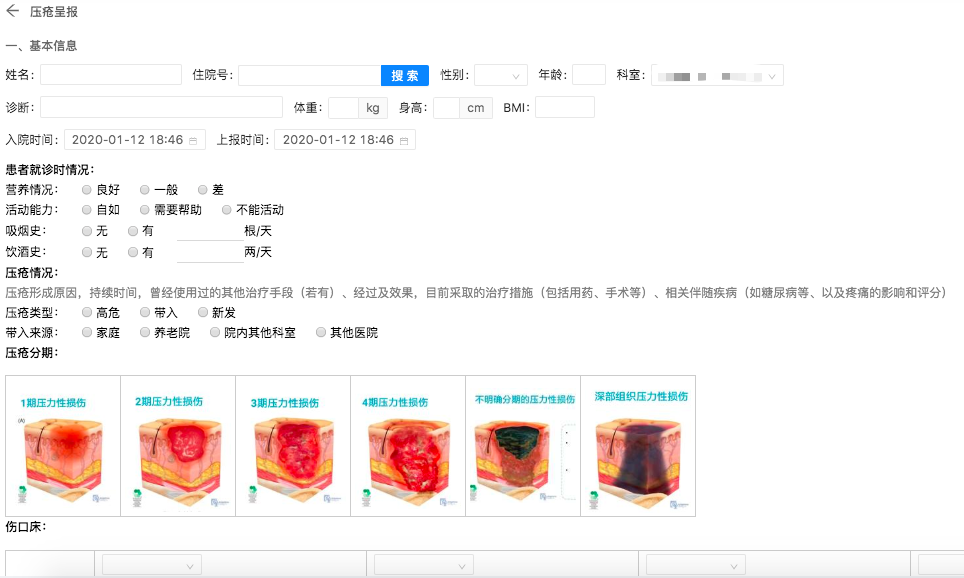 压疮呈报
一、基本信息
姓名: 住院号: 搜 索 性别: 年龄: 科室:
诊断: 体重: kg 身高: cm BMI:
入院时间: 2020-01-12 18:46 上报时间: 2020-01-12 18:46
患者就诊时情况:
营养情况: 良好 一般 差
活动能力: 自如 需要帮助 不能活动
吸烟史: 无 有 根/天
饮酒史: 无 有 两/天
压疮情况:
压疮形成原因，持续时间，曾经使用过的其他治疗手段（若有）、经过及效果，目前采取的治疗措施（包括用药、手术等）、相关伴随疾病（如糖尿病等、以及疼痛的影响和评分）
压疮类型: 高危 带入 新发
带入来源: 家庭 养老院 院内其他科室 其他医院
压疮分期:
1期压力性损伤 2期压力性损伤 3期压力性损伤 4期压力性损伤 不明确分期的压力性损伤 深部组织压力性损伤
(A)
伤口床: